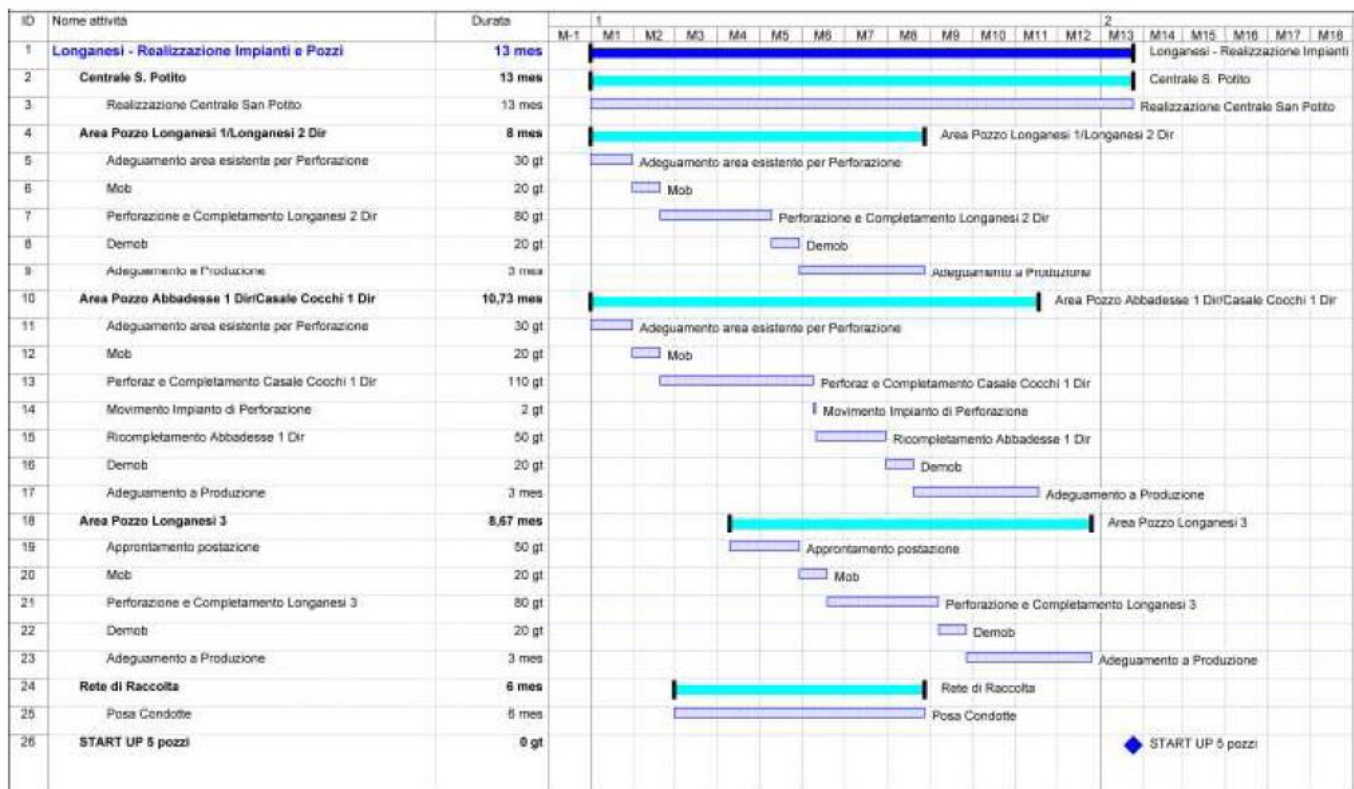 ID Nome attività Durata 1 2
M-1 M1 M2 M3 M4 M5 M6 M7 M8 M9 M10 M11 M12 M13 M14 M15 M16 M17 M18
1 Longanesi - Realizzazione Impianti e Pozzi 13 mes Longanesi - Realizzazione Impianti
2 Centrale S. Potito 13 mes Centrale S. Potito
3 Realizzazione Centrale San Potito 13 mes Realizzazione Centrale San Potito
4 Area Pozzo Longanesi 1/Longanesi 2 Dir 8 mes Area Pozzo Longanesi 1/Longanesi 2 Dir
5 Adeguamento area esistente per Perforazione 30 gt Adeguamento area esistente per Perforazione
6 Mob 20 gt Mob
7 Perforazione e Completamento Longanesi 2 Dir 80 gt Perforazione e Completamento Longanesi 2 Dir
8 Demob 20 gt Demob
9 Adeguamento a Produzione 3 mes Adeguamento a Produzione
10 Area Pozzo Abbadesse 1 Dir/Casale Cocchi 1 Dir 10,73 mes Area Pozzo Abbadesse 1 Dir/Casale Cocchi 1 Dir
11 Adeguamento area esistente per Perforazione 30 gt Adeguamento area esistente per Perforazione
12 Mob 20 gt Mob
13 Perforaz e Completamento Casale Cocchi 1 Dir 110 gt Perforaz e Completamento Casale Cocchi 1 Dir
14 Movimento Impianto di Perforazione 2 gt Movimento Impianto di Perforazione
15 Ricompletamento Abbadesse 1 Dir 50 gt Ricompletamento Abbadesse 1 Dir
16 Demob 20 gt Demob
17 Adeguamento a Produzione 3 mes Adeguamento a Produzione
18 Area Pozzo Longanesi 3 8,67 mes Area Pozzo Longanesi 3
19 Approntamento postazione 50 gt Approntamento postazione
20 Mob 20 gt Mob
21 Perforazione e Completamento Longanesi 3 80 gt Perforazione e Completamento Longanesi 3
22 Demob 20 gt Demob
23 Adeguamento a Produzione 3 mes Adeguamento a Produzione
24 Rete di Raccolta 6 mes Rete di Raccolta
25 Posa Condotte 6 mes Posa Condotte
26 START UP 5 pozzi 0 gt START UP 5 pozzi